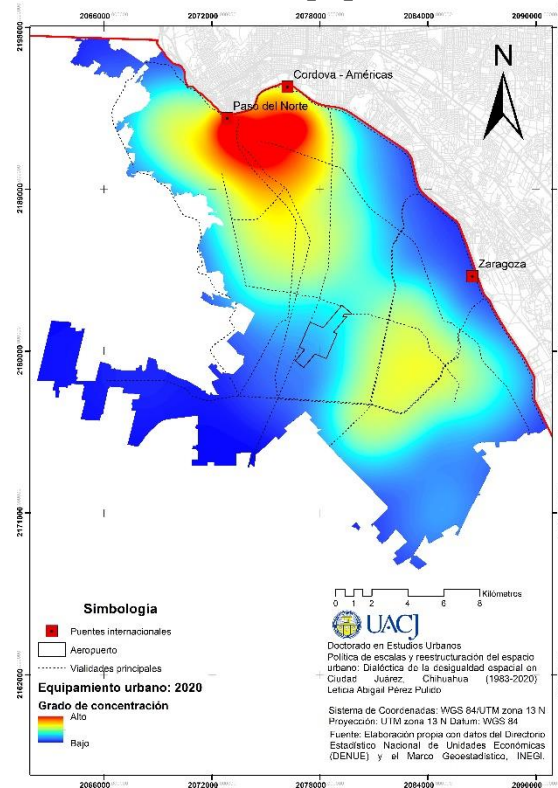 2066000 2072000 2078000 2084000 2090000
2198000
N
Cordova - Américas
Paso del Norte
2189000
Zaragoza
2180000
2171000
2162000
0 1 2 4 6 8 Kilómetros
Simbología
Puentes internacionales
Aeropuerto
Vialidades principales
Equipamiento urbano: 2020
Grado de concentración
Alto
Bajo
UACJ
Doctorado en Estudios Urbanos
Política de escalas y reestructuración del espacio
urbano: Dialéctica de la desigualdad espacial en
Ciudad Juárez, Chihuahua (1983-2020)
Leticia Abigail Pérez Pulido
Sistema de Coordenadas: WGS 84/UTM zona 13 N
Proyección: UTM zona 13 N Datum: WGS 84
Fuente: Elaboración propia con datos del Directorio
Estadístico Nacional de Unidades Económicas
(DENUE) y el Marco Geoestadístico, INEGI.
2066000 2072000 2078000 2084000 2090000